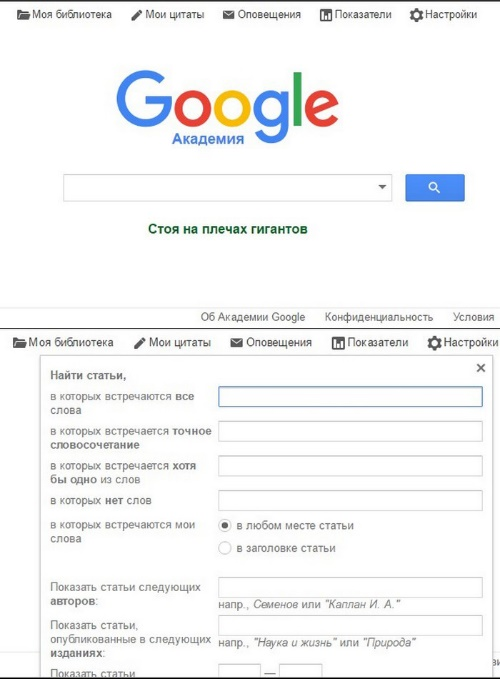 Моя библиотека Мои цитаты Оповещения Показатели Настройки
Google
Академия
Стоя на плечах гигантов
Об Академии Google Конфиденциальность Условия
Моя библиотека Мои цитаты Оповещения Показатели Настройки
Найти статьи,
в которых встречаются все
слова
в которых встречается точное
словосочетание
в которых встречается хотя
бы одно из слов
в которых нет слов
в которых встречаются мои
слова
в любом месте статьи
в заголовке статьи
Показать статьи следующих
авторов:
напр., Семенов или "Каплан И. А."
Показать статьи,
опубликованные в следующих
изданиях:
напр., "Наука и жизнь" или "Природа"
Показать статьи
—